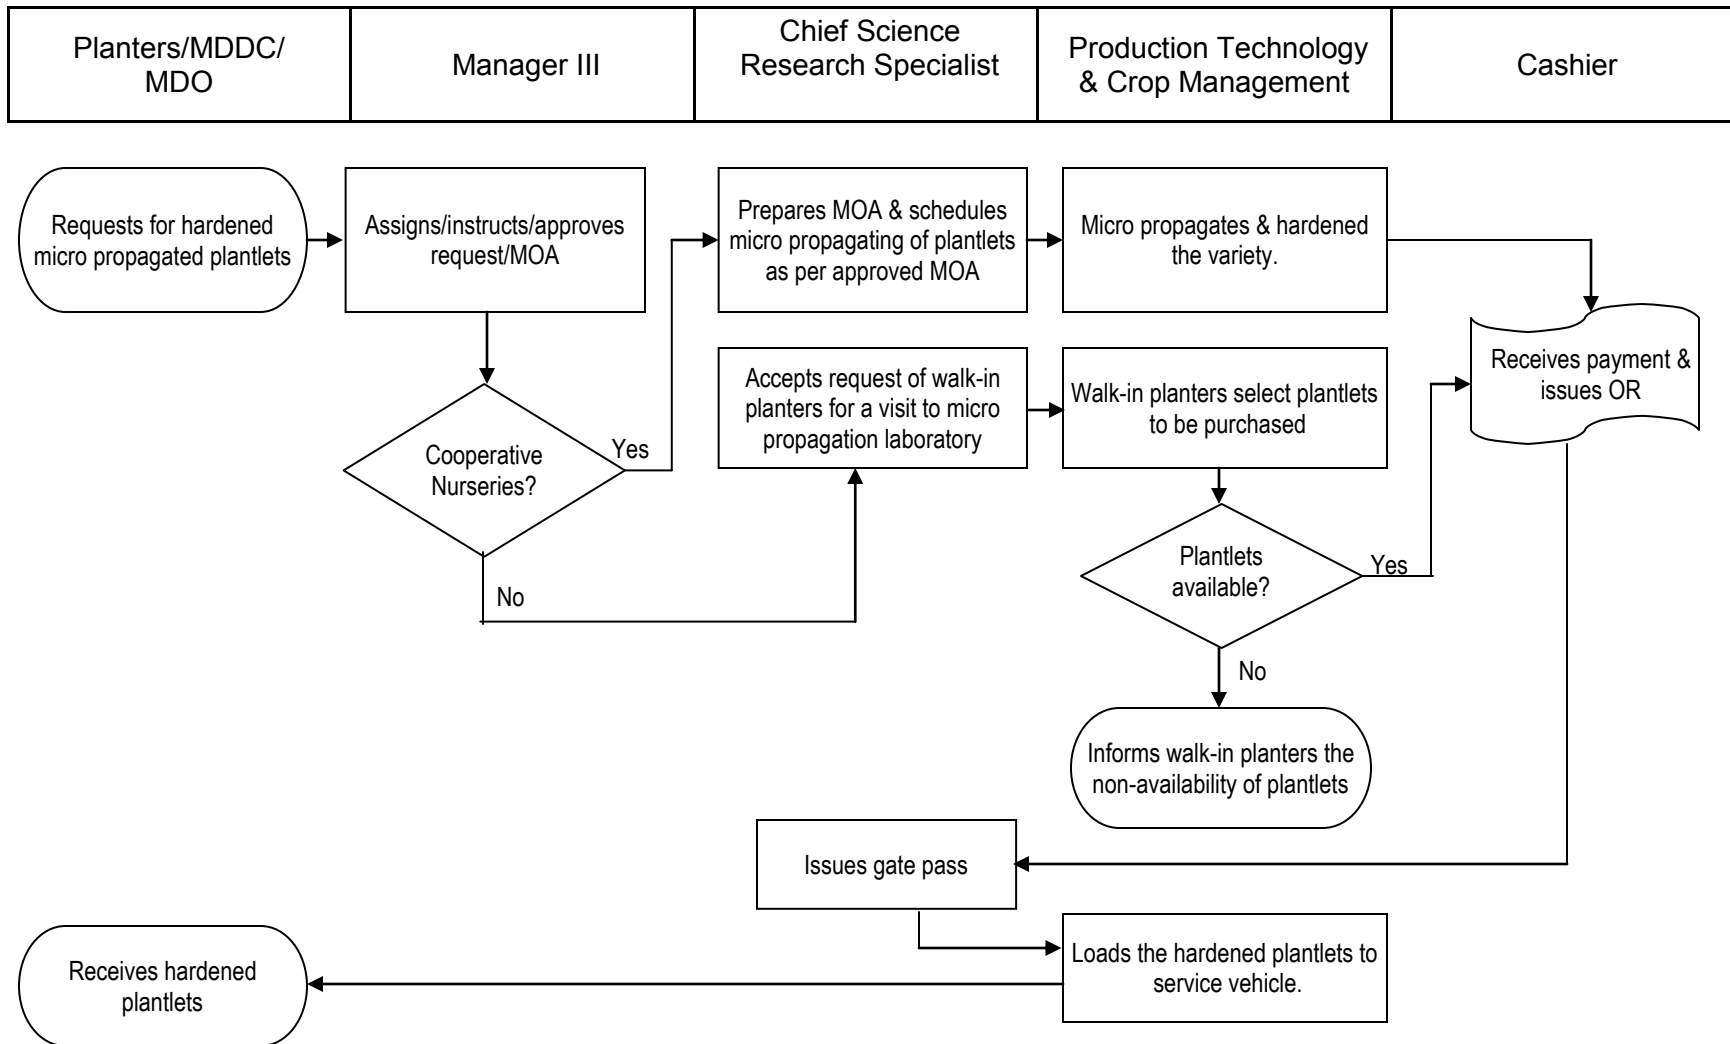 Planters/MDDC/
MDO
Manager III
Chief Science
Research Specialist
Production Technology
& Crop Management
Cashier
Requests for hardened
micro propagated plantlets
Assigns/instructs/approves
request/MOA
Prepares MOA & schedules
micro propagating of plantlets
as per approved MOA
Micro propagates & hardened
the variety.
Receives payment &
issues OR
Cooperative
Nurseries?
Yes
No
Accepts request of walk-in
planters for a visit to micro
propagation laboratory
Walk-in planters select plantlets
to be purchased
Plantlets
available?
Yes
No
Informs walk-in planters the
non-availability of plantlets
Issues gate pass
Loads the hardened plantlets to
service vehicle.
Receives hardened
plantlets